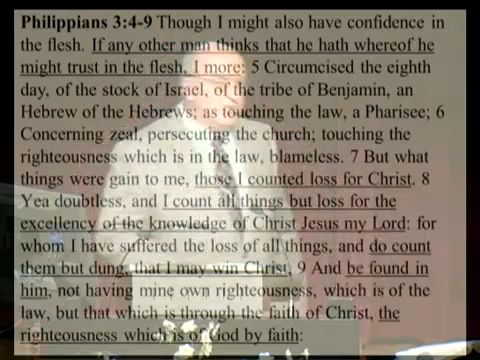 Philippians 3:4-9 Though I might also have confidence in
the flesh. If any other man thinks that he hath whereof he
might trust in the flesh, I more: 5 Circumcised the eighth
day, of the stock of Israel, of the tribe of Benjamin, an
Hebrew of the Hebrews; as touching the law, a Pharisee; 6
Concerning zeal, persecuting the church; touching the
righteousness which is in the law, blameless. 7 But what
things were gain to me, those I counted loss for Christ. 8
Yea doubtless, and I count all things but loss for the
excellency of the knowledge of Christ Jesus my Lord: for
whom I have suffered the loss of all things, and do count
them but dung, that I may win Christ, 9 And be found in
him, not having mine own righteousness, which is of the
law, but that which is through the faith of Christ, the
righteousness which is of God by faith: